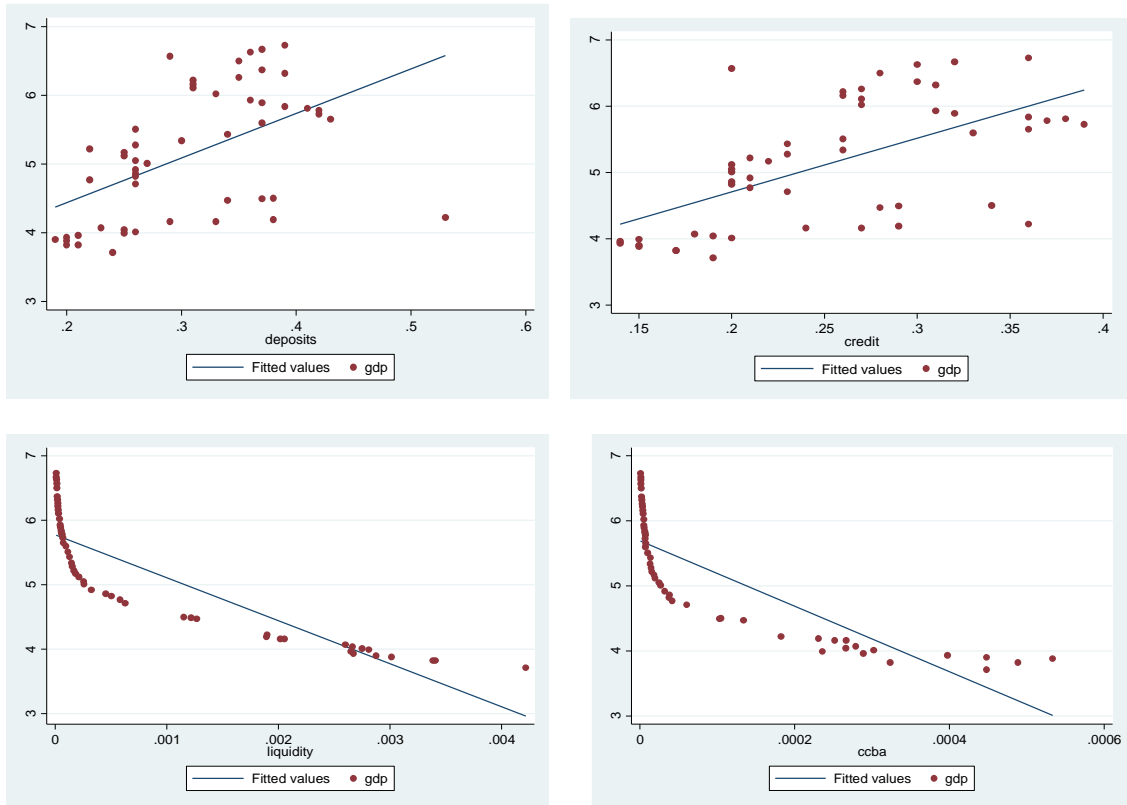 7
6
5
4
3
.2 .3 .4 .5 .6
deposits
Fitted values gdp
7
6
5
4
3
.15 .2 .25 .3 .35 .4
credit
Fitted values gdp
7
6
5
4
3
0 .001 .002 .003 .004
liquidity
Fitted values gdp
7
6
5
4
3
0 .0002 .0004 .0006
ccba
Fitted values gdp